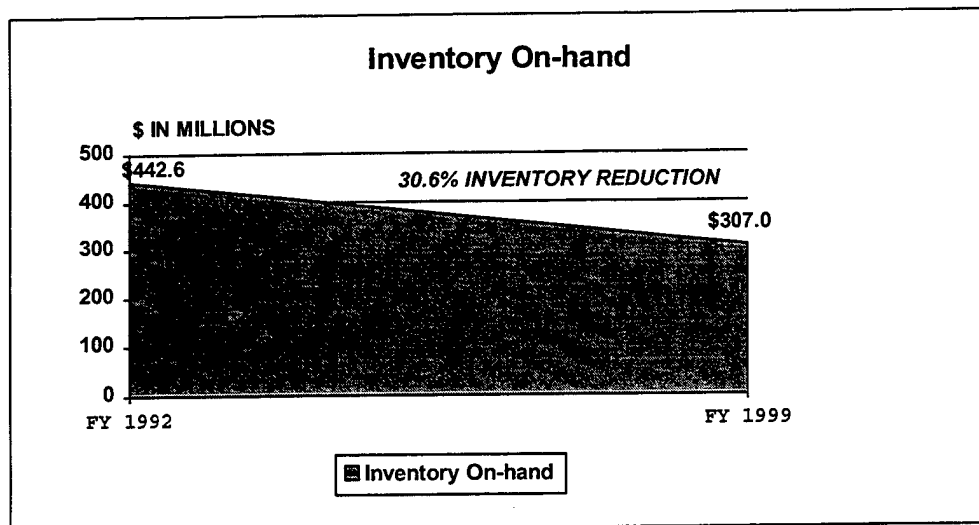 Inventory On-hand
$ IN MILLIONS
500
$442.6
30.6% INVENTORY REDUCTION
400
$307.0
300
200
100
0
FY 1992
FY 1999
Inventory On-hand